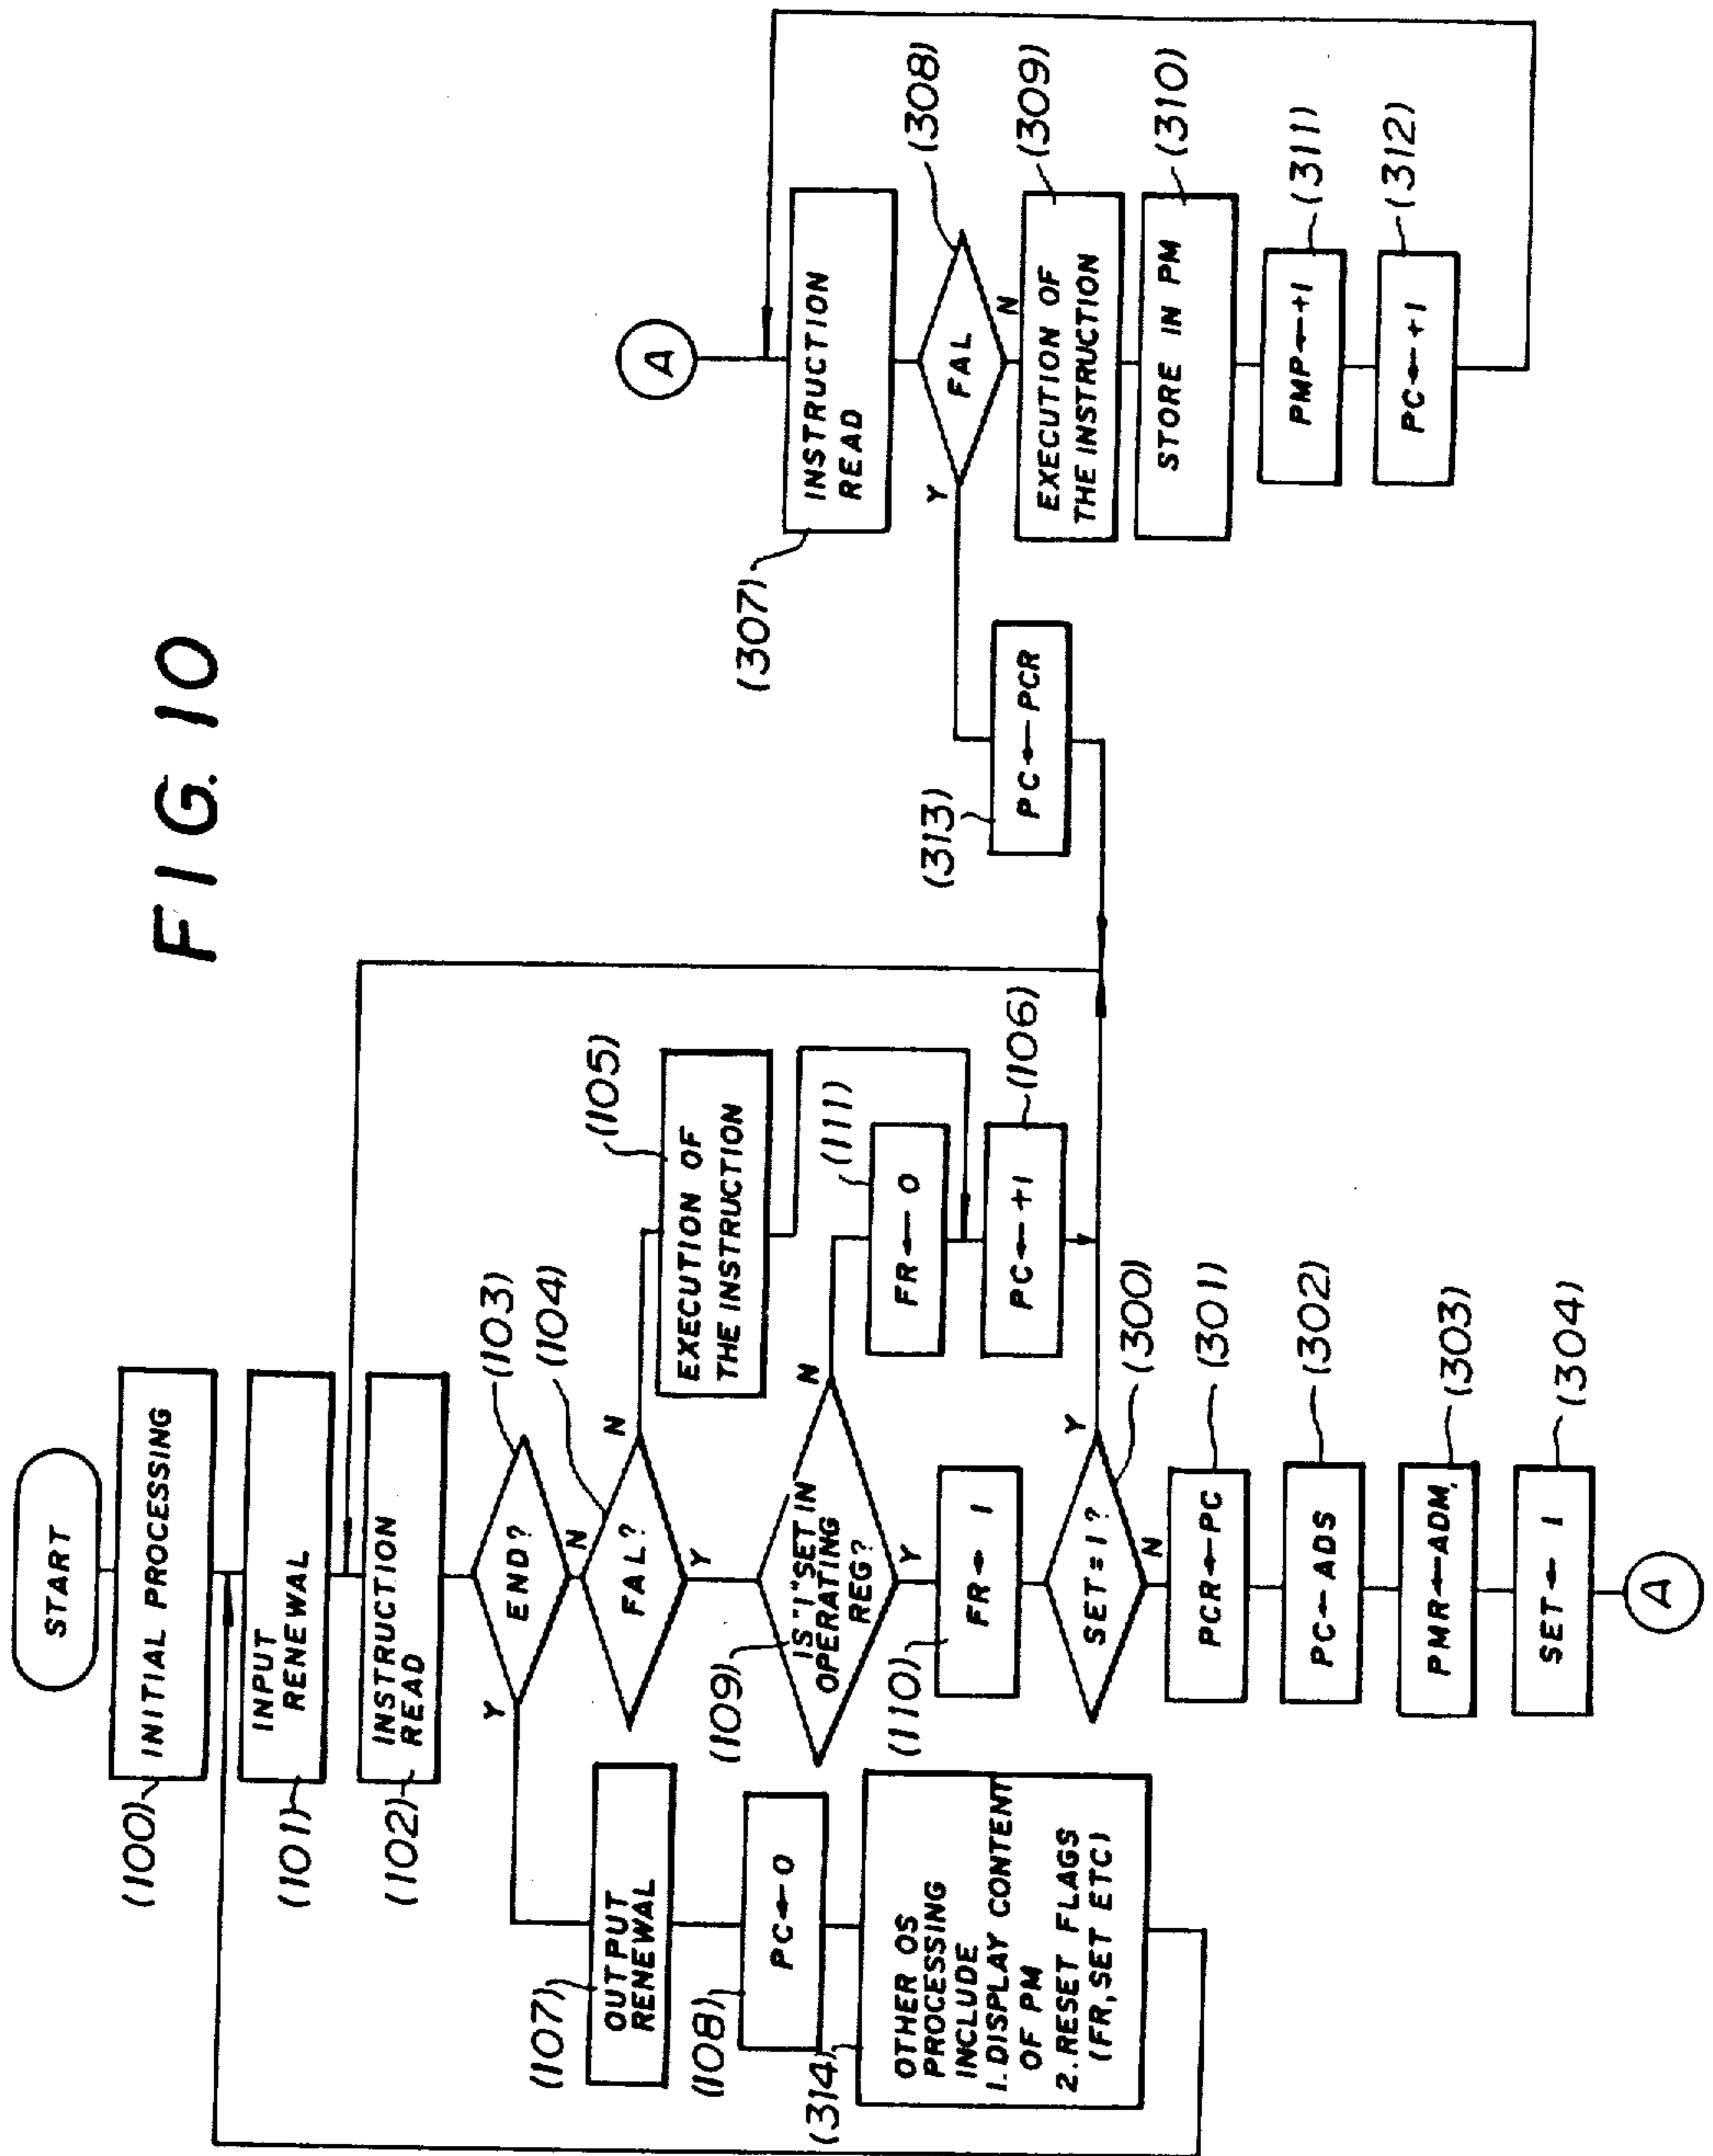 FIG. 10
START
INITIAL PROCESSING
(100)
INPUT
RENEWAL
(101)
INSTRUCTION
READ
(102)
END?
(103)
Y
N
FAL?
(104)
N
Y
EXECUTION OF
THE INSTRUCTION
(105)
IS "1" SET IN
OPERATING
REG?
(109)
N
Y
FR←0
(111)
PC←+1
(106)
FR←1
(110)
SET=1?
(300)
Y
N
PCR←PC
(301)
PC←ADS
(302)
PMR←ADM
(303)
SET←1
(304)
A
OUTPUT
RENEWAL
(107)
PC←0
(108)
OTHER OS
PROCESSING
INCLUDE
1. DISPLAY CONTENT
OF PM
2. RESET FLAGS
(FR, SET ETC)
(314)
A
INSTRUCTION
READ
(307)
FAL
(308)
Y
N
EXECUTION OF
THE INSTRUCTION
(309)
STORE IN PM
(310)
PMP←+1
(311)
PC←+1
(312)
PC←PCR
(313)